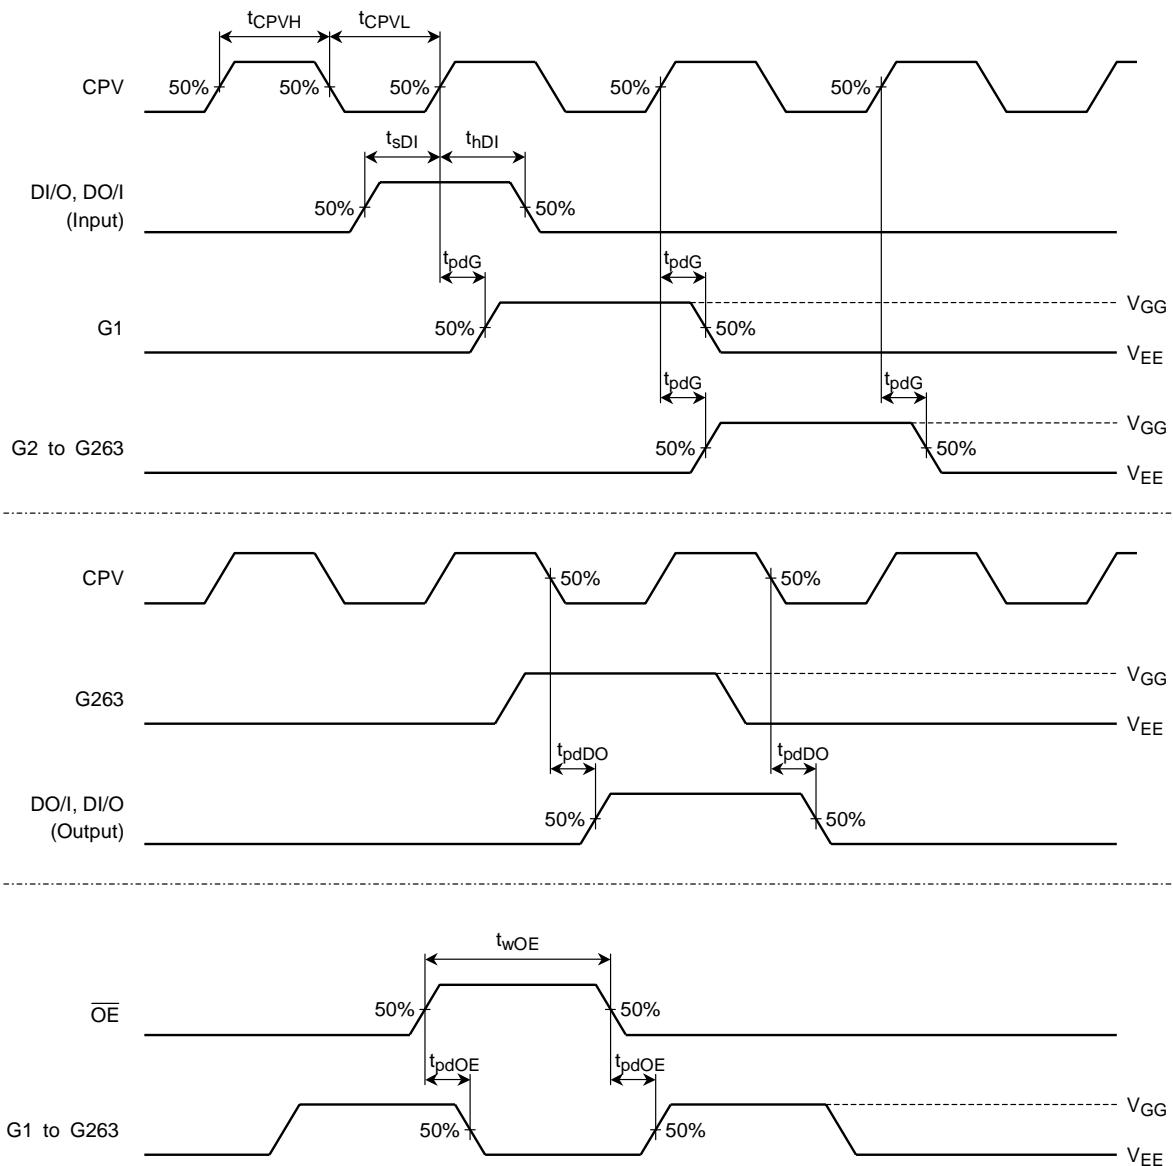 tCPVH tCPVL
CPV 50% 50% 50% 50% 50%
tsDI thDI
DI/O, DO/I
(Input)
50% 50%
tpdG tpdG
VGG
G1 50% 50%
VEE
tpdG tpdG
VGG
G2 to G263 50% 50%
VEE
CPV 50% 50%
VGG
G263
VEE
tpdDO tpdDO
DO/I, DI/O
(Output)
50% 50%
twOE
OE 50% 50%
tpdOE tpdOE
VGG
G1 to G263 50% 50%
VEE